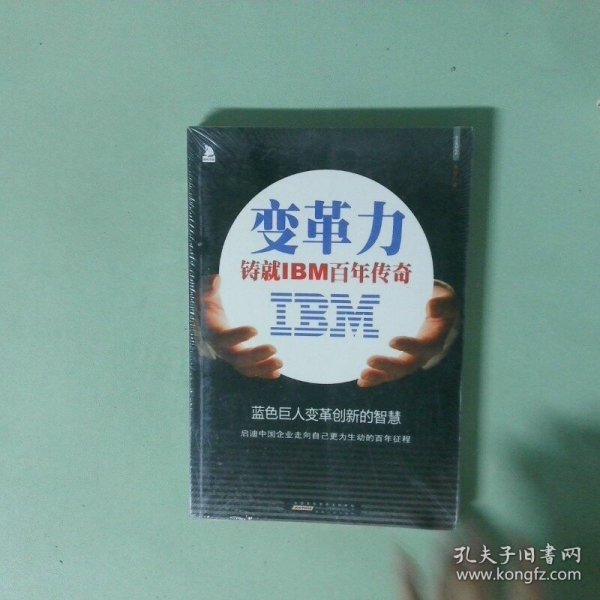 变革力
铸就IBM百年传奇
IBM
蓝色巨人变革创新的智慧
启迪中国企业走向自己更为生动的百年征程
孔夫子旧书网
www.kongfz.com